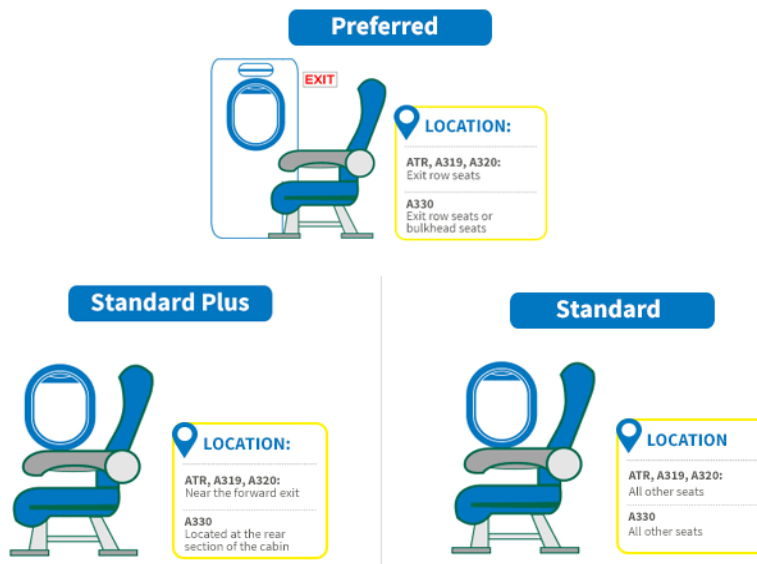 Preferred
EXIT
LOCATION:
ATR, A319, A320:
Exit row seats
A330
Exit row seats or
bulkhead seats
Standard Plus
LOCATION:
ATR, A319, A320:
Near the forward exit
A330
Located at the rear
section of the cabin
Standard
LOCATION
ATR, A319, A320:
All other seats
A330
All other seats